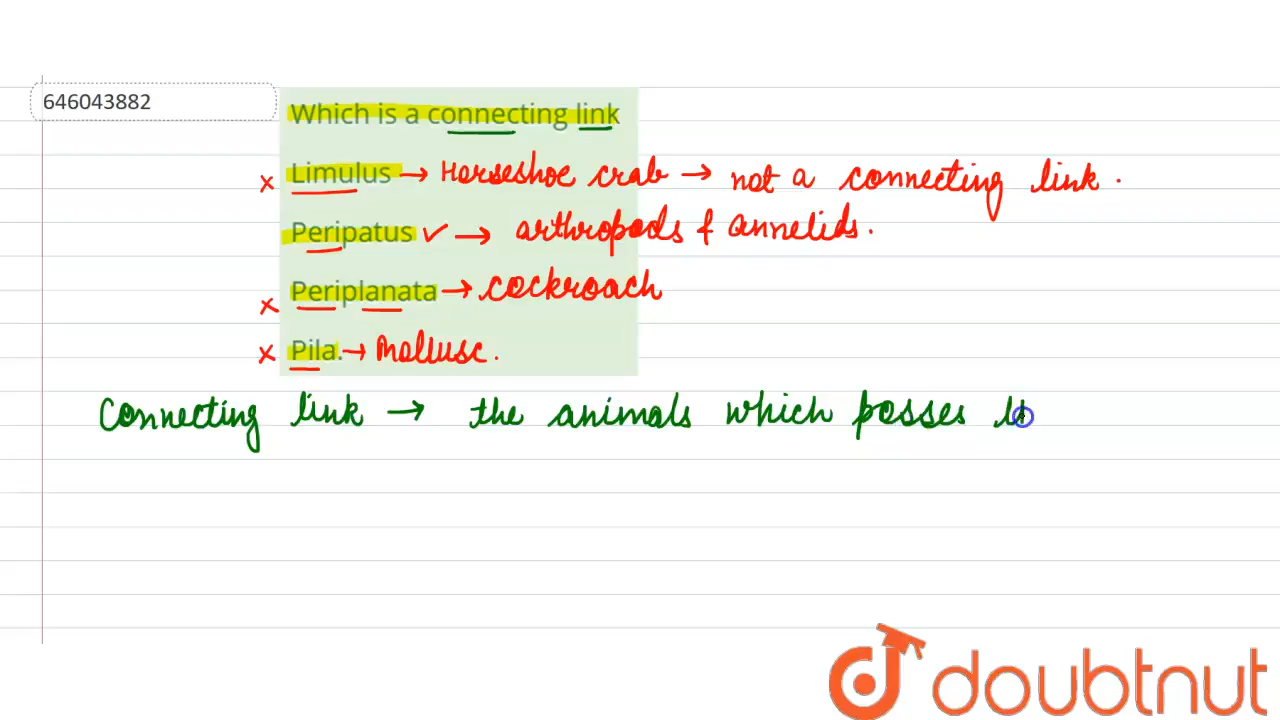 646043882
Which is a connecting link
x Limulus → Horseshoe crab → not a connecting link.
Peripatus ✓ → arthropods & annelids.
x Periplanata → cockroach
x Pila. → Mollusc.
Connecting link → the animals which posses
doubtnut